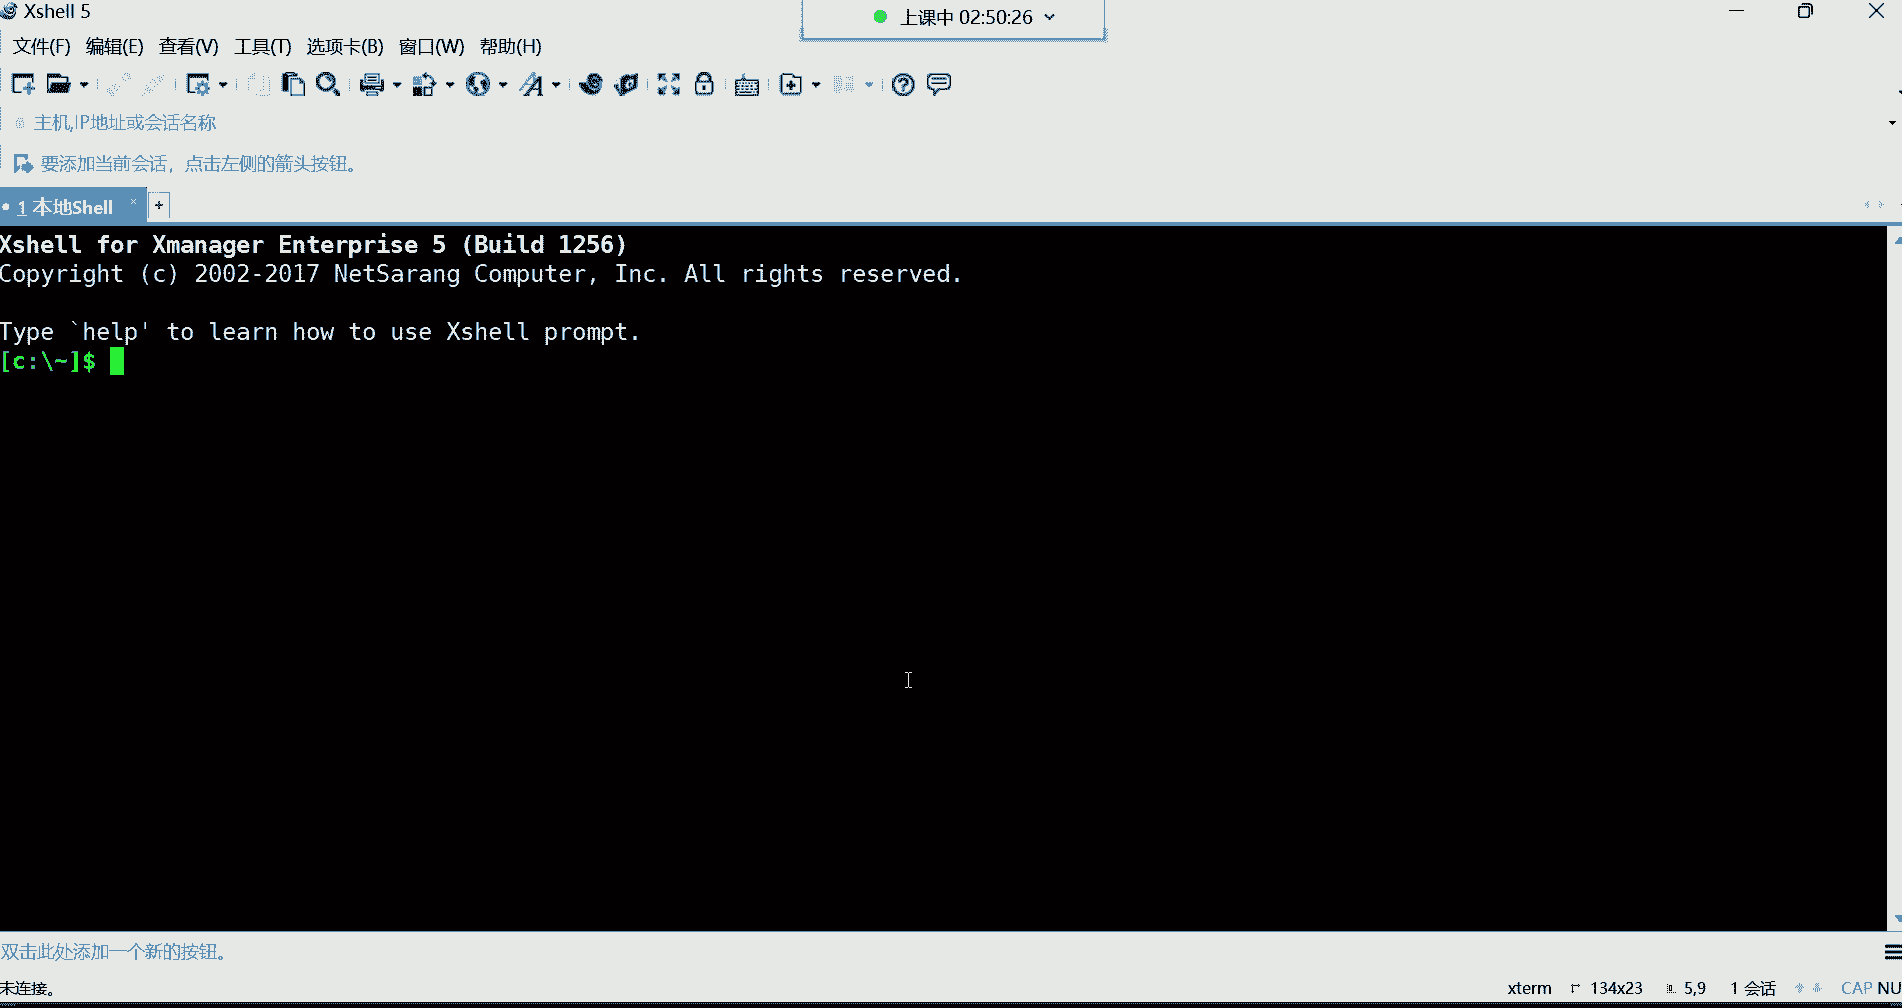 Xshell 5
上课中 02:50:26
文件(F) 编辑(E) 查看(V) 工具(T) 选项卡(B) 窗口(W) 帮助(H)
主机,IP地址或会话名称
要添加当前会话，点击左侧的箭头按钮。
1 本地Shell × +
Xshell for Xmanager Enterprise 5 (Build 1256)
Copyright (c) 2002-2017 NetSarang Computer, Inc. All rights reserved.
Type `help' to learn how to use Xshell prompt.
[c:\~]$
双击此处添加一个新的按钮。
未连接。
xterm 134x23 5,9 1 会话 CAP NU